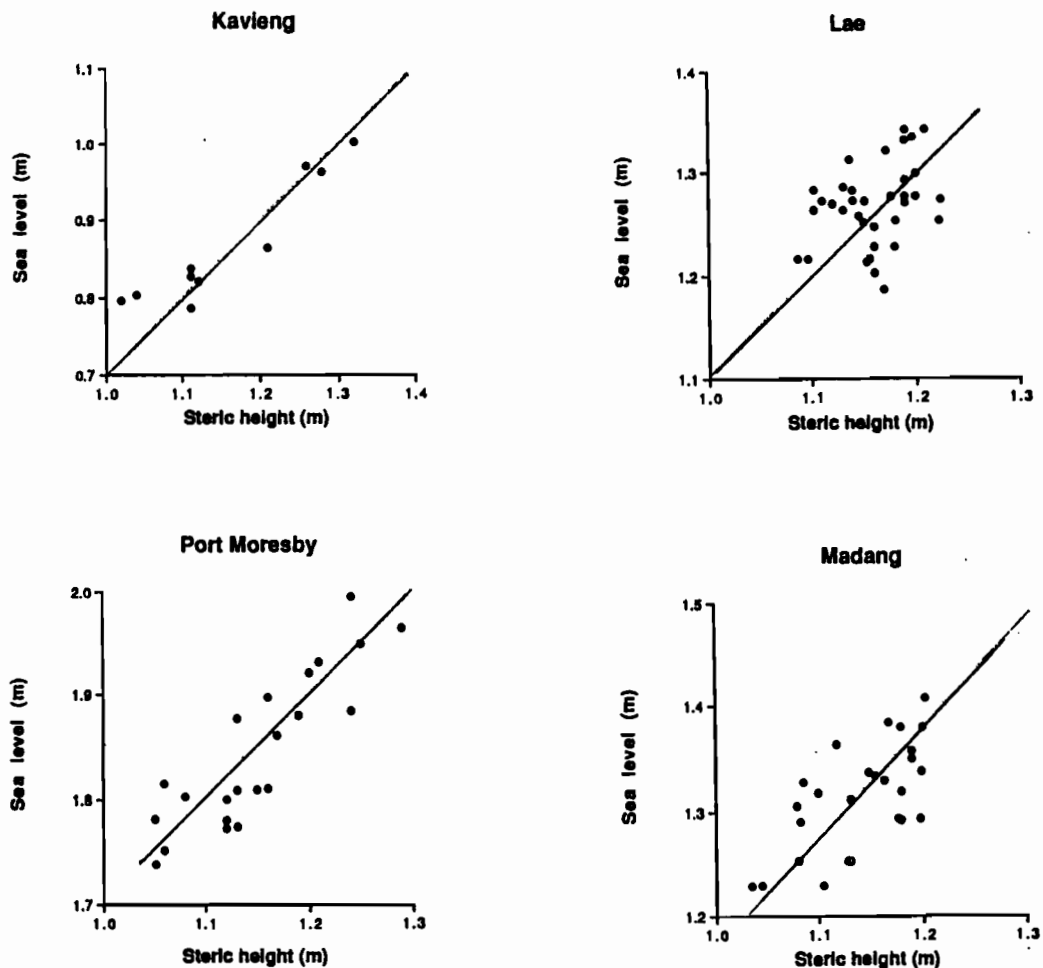 Kavieng
1.1
1.0
0.9
0.8
0.7
Sea level (m)
1.0 1.1 1.2 1.3 1.4
Steric height (m)
Lae
1.4
1.3
1.2
1.1
Sea level (m)
1.0 1.1 1.2 1.3
Steric height (m)
Port Moresby
2.0
1.9
1.8
1.7
Sea level (m)
1.0 1.1 1.2 1.3
Steric height (m)
Madang
1.5
1.4
1.3
1.2
Sea level (m)
1.0 1.1 1.2 1.3
Steric height (m)